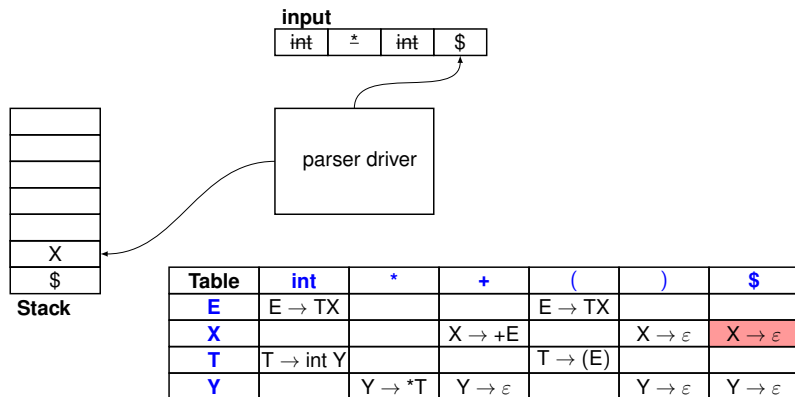 input
int * int $
parser driver
X
$
Stack
Table int * + ( ) $
E E → TX E → TX
X X → +E X → ε X → ε
T T → int Y T → (E)
Y Y → *T Y → ε Y → ε Y → ε